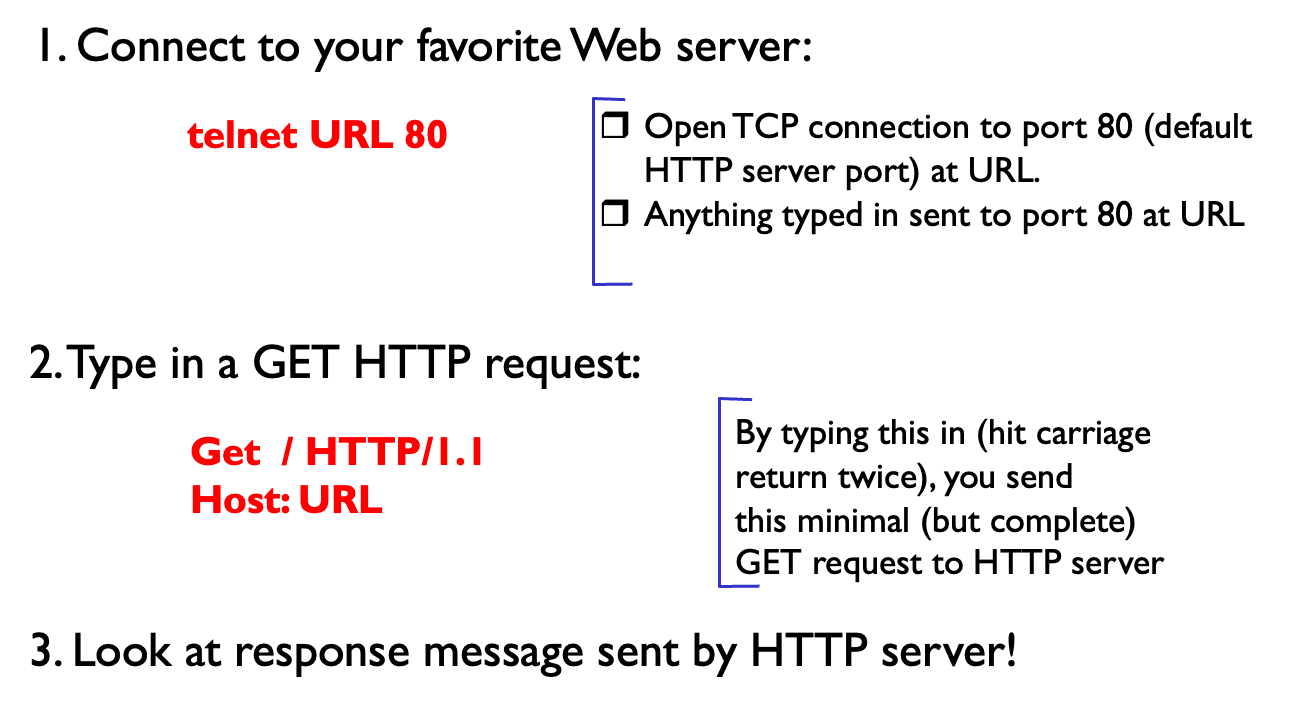 1. Connect to your favorite Web server:
telnet URL 80
❒ Open TCP connection to port 80 (default
HTTP server port) at URL.
❒ Anything typed in sent to port 80 at URL
2. Type in a GET HTTP request:
Get / HTTP/1.1
Host: URL
By typing this in (hit carriage
return twice), you send
this minimal (but complete)
GET request to HTTP server
3. Look at response message sent by HTTP server!